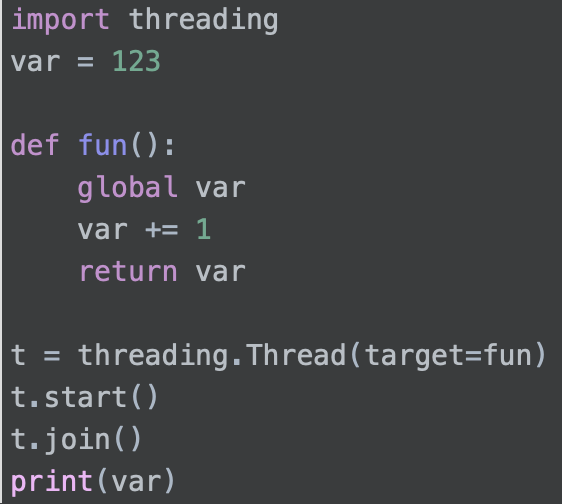 import threading
var = 123
def fun():
    global var
    var += 1
    return var
t = threading.Thread(target=fun)
t.start()
t.join()
print(var)